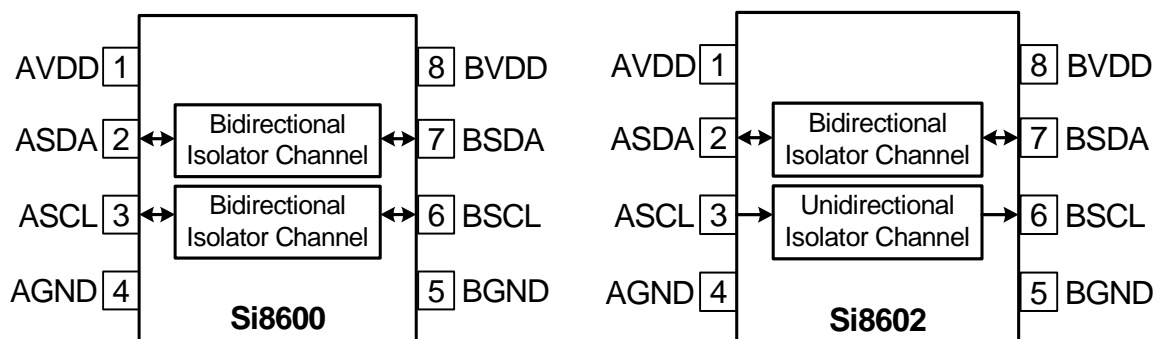 AVDD 1
8 BVDD
ASDA 2
Bidirectional
Isolator Channel
7 BSDA
ASCL 3
Bidirectional
Isolator Channel
6 BSCL
AGND 4
5 BGND
Si8600
AVDD 1
8 BVDD
ASDA 2
Bidirectional
Isolator Channel
7 BSDA
ASCL 3
Unidirectional
Isolator Channel
6 BSCL
AGND 4
5 BGND
Si8602